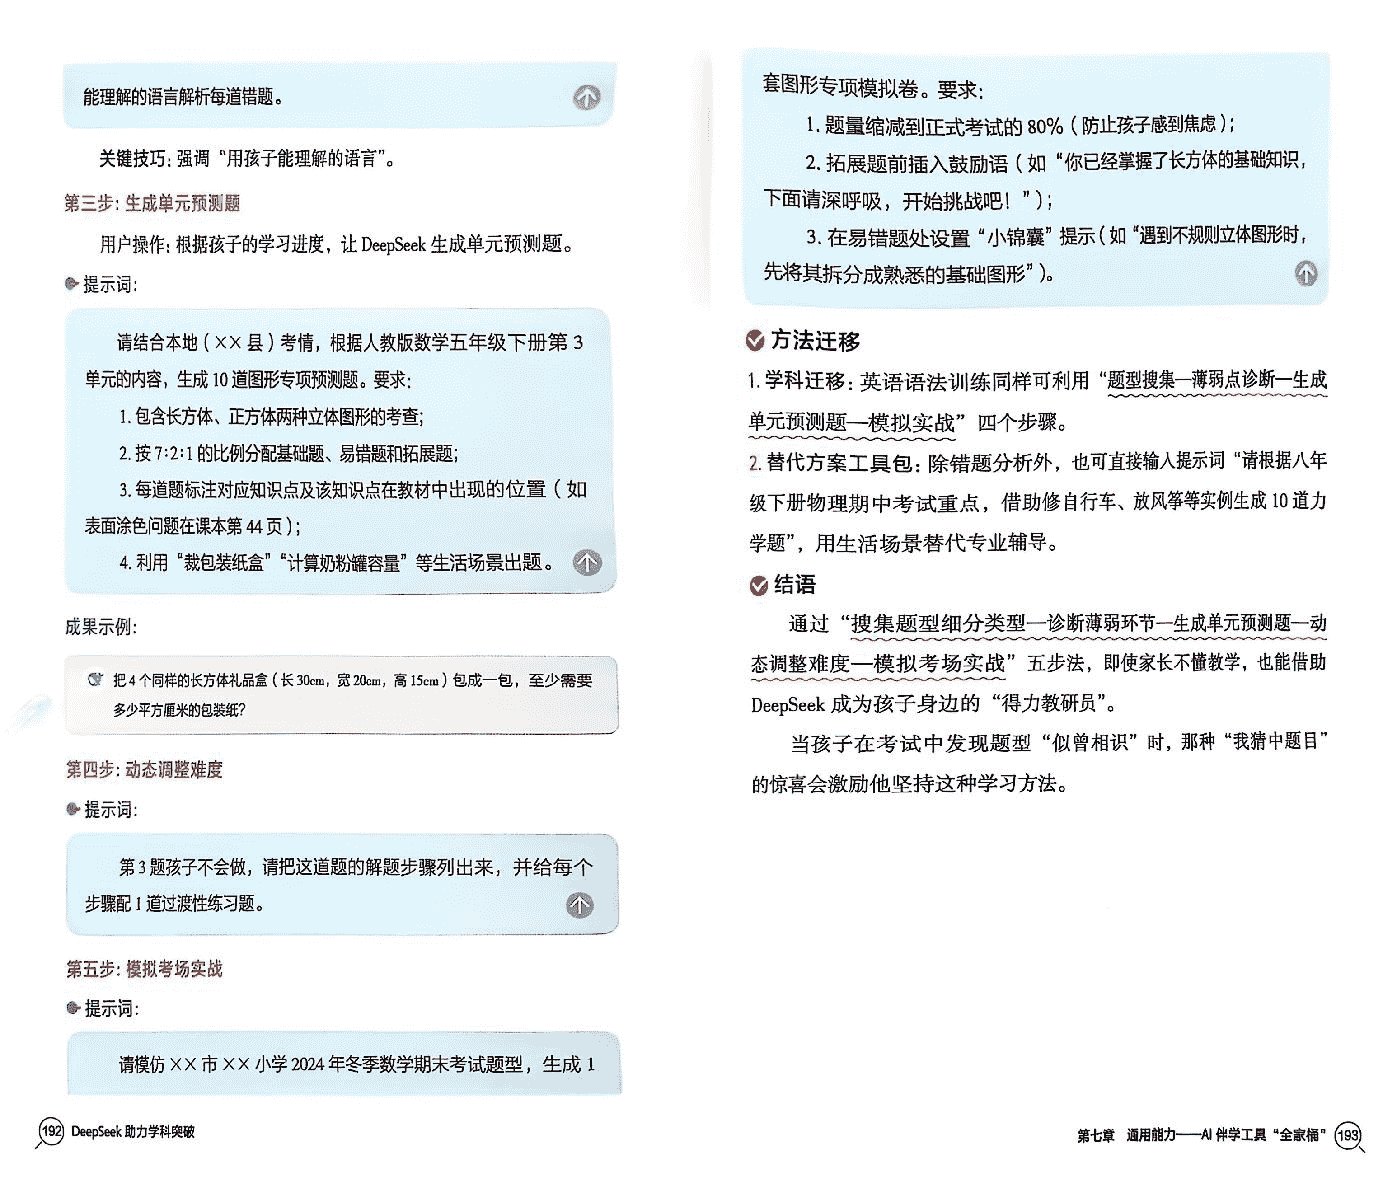 能理解的语言解析每道错题。
关键技巧：强调“用孩子能理解的语言”。
第三步：生成单元预测题
用户操作：根据孩子的学习进度，让 DeepSeek 生成单元预测题。
提示词：
请结合本地（×× 县）考情，根据人教版数学五年级下册第 3
单元的内容，生成 10 道图形专项预测题。要求：
1. 包含长方体、正方体两种立体图形的考查；
2. 按 7∶2∶1 的比例分配基础题、易错题和拓展题；
3. 每道题标注对应知识点及该知识点在教材中出现的位置（如
表面涂色问题在课本第 44 页）；
4. 利用“裁包装纸盒”“计算奶粉罐容量”等生活场景出题。
成果示例：
把 4 个同样的长方体礼品盒（长 30cm，宽 20cm，高 15cm）包成一包，至少需要
多少平方厘米的包装纸？
第四步：动态调整难度
提示词：
第 3 题孩子不会做，请把这道题的解题步骤列出来，并给每个
步骤配 1 道过渡性练习题。
第五步：模拟考场实战
提示词：
请模仿 ×× 市 ×× 小学 2024 年冬季数学期末考试题型，生成 1
192 DeepSeek 助力学科突破
套图形专项模拟卷。要求：
1. 题量缩减到正式考试的 80%（防止孩子感到焦虑）；
2. 拓展题前插入鼓励语（如“你已经掌握了长方体的基础知识，
下面请深呼吸，开始挑战吧！”）；
3. 在易错题处设置“小锦囊”提示（如“遇到不规则立体图形时，
先将其拆分成熟悉的基础图形”）。
方法迁移
1. 学科迁移：英语语法训练同样可利用“题型搜集—薄弱点诊断—生成
单元预测题—模拟实战”四个步骤。
2. 替代方案工具包：除错题分析外，也可直接输入提示词“请根据八年
级下册物理期中考试重点，借助修自行车、放风筝等实例生成 10 道力
学题”，用生活场景替代专业辅导。
结语
通过“搜集题型细分类型—诊断薄弱环节—生成单元预测题—动
态调整难度—模拟考场实战”五步法，即使家长不懂教学，也能借助
DeepSeek 成为孩子身边的“得力教研员”。
当孩子在考试中发现题型“似曾相识”时，那种“我猜中题目”
的惊喜会激励他坚持这种学习方法。
第七章 通用能力——AI 伴学工具“全家桶” 193